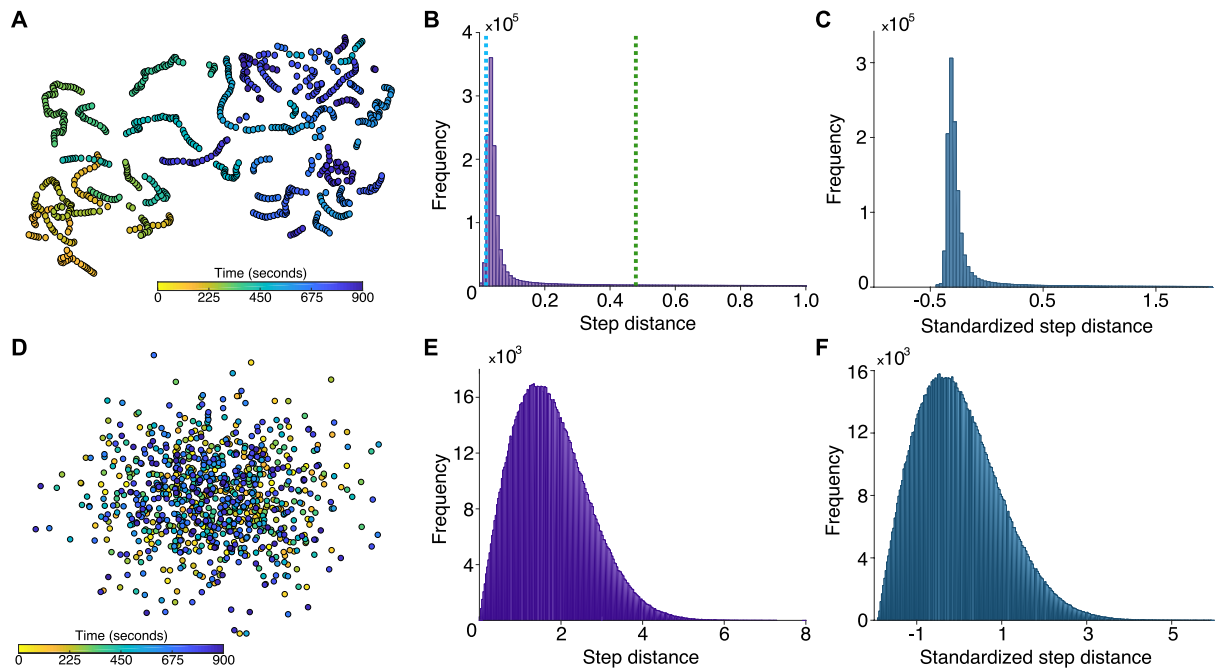 A
Time (seconds)
0 225 450 675 900
B
×10⁵
4
3
2
1
0
Frequency
0.2 0.4 0.6 0.8 1.0
Step distance
C
×10⁵
3
2
1
0
Frequency
-0.5 0.5 1.5
Standardized step distance
D
Time (seconds)
0 225 450 675 900
E
×10³
16
12
8
4
0
Frequency
2 4 6 8
Step distance
F
×10³
16
12
8
4
0
Frequency
-1 1 3 5
Standardized step distance